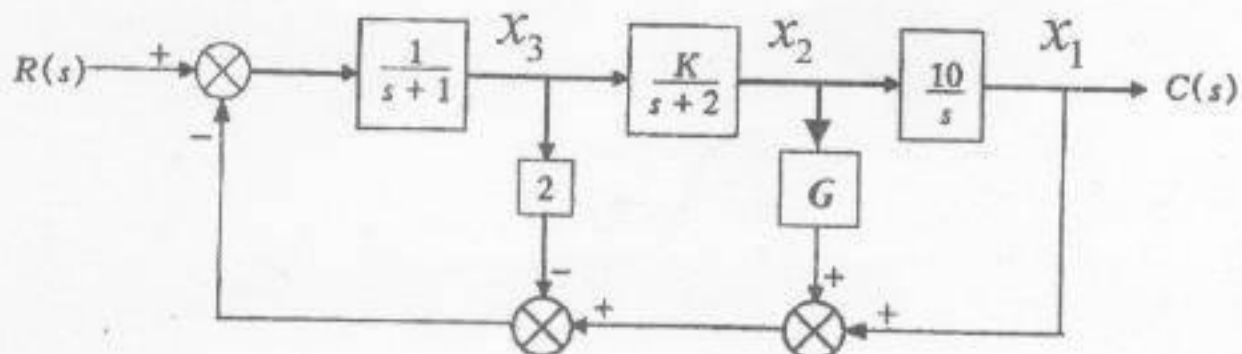 R(s)
+
−
1
s + 1
X3
K
s + 2
X2
10
s
X1
C(s)
2
G
−
+
+
+